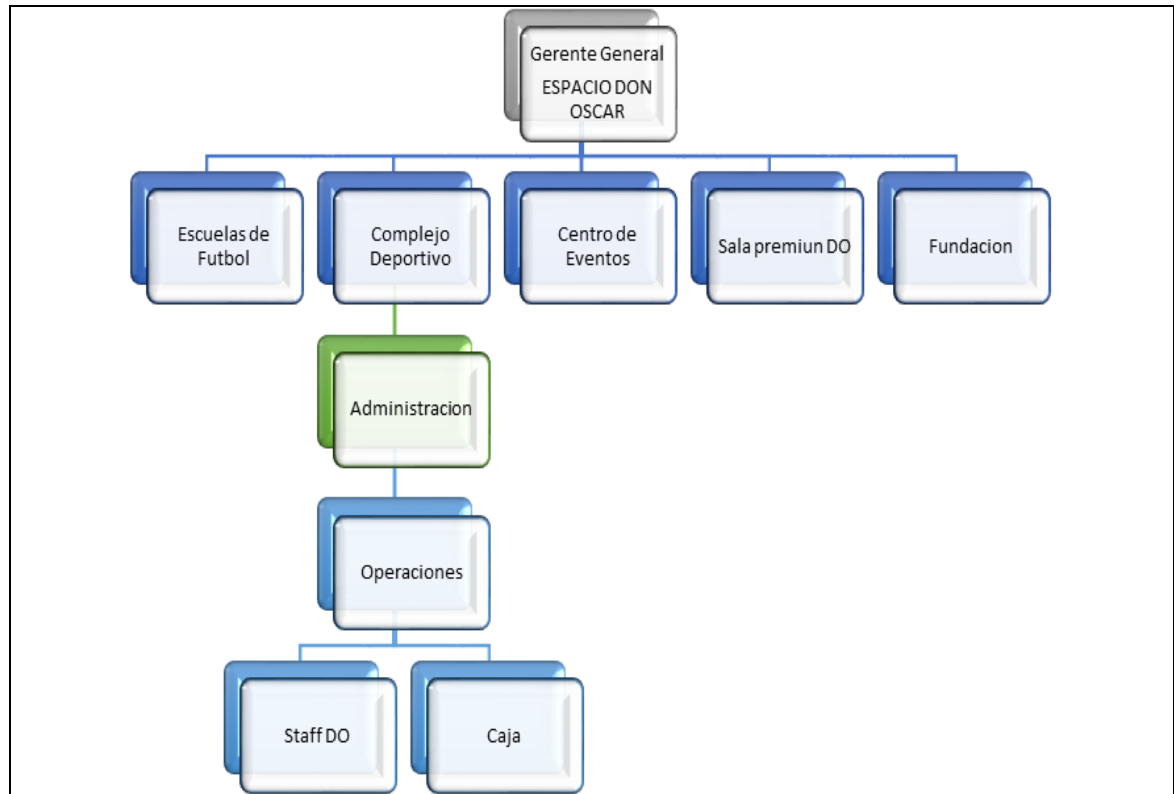 Gerente General
ESPACIO DON
OSCAR
Escuelas de
Futbol
Complejo
Deportivo
Centro de
Eventos
Sala premiun DO
Fundacion
Administracion
Operaciones
Staff DO
Caja